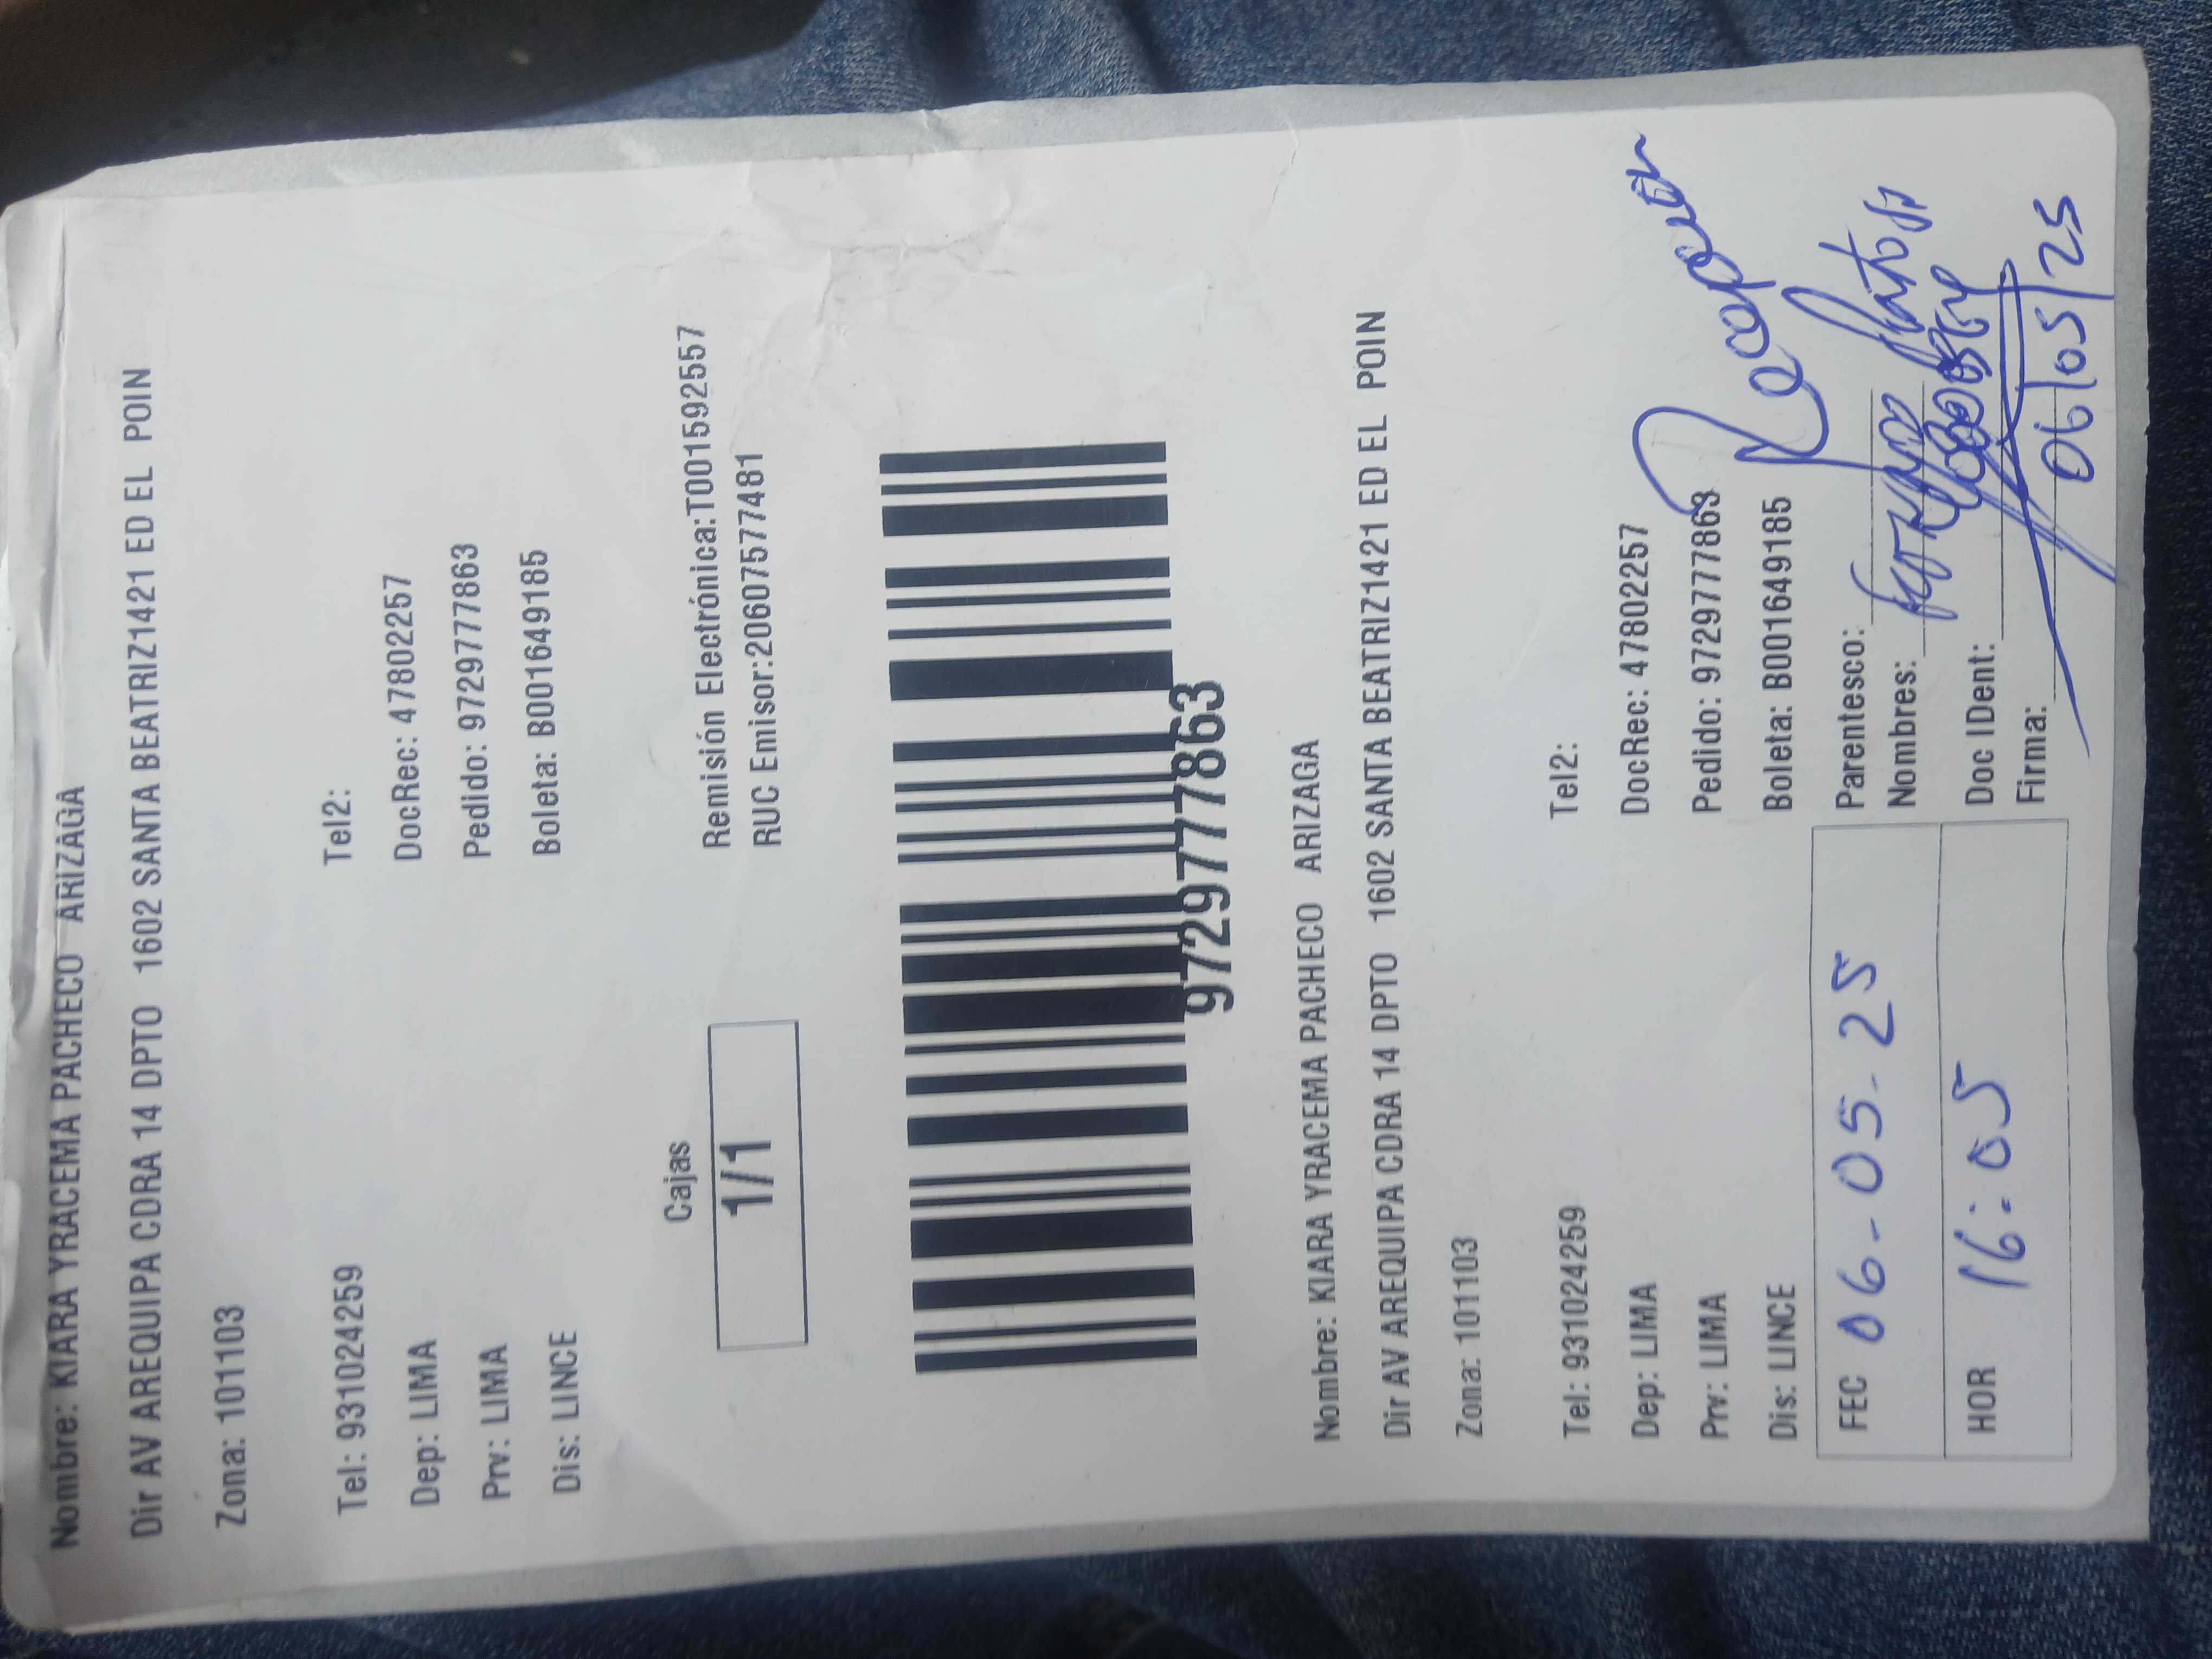 Nombre: KIARA YRACEMA PACHECO ARIZAGA
Dir AV AREQUIPA CDRA 14 DPTO 1602 SANTA BEATRIZ1421 ED EL POIN
Zona: 101103
Tel: 931024259 Tel2:
Dep: LIMA DocRec: 47802257
Prv: LIMA Pedido: 97297777863
Dis: LINCE Boleta: B001649185
Cajas Remisión Electrónica:T001592557
1/1 RUC Emisor:20607577481
97297777863
Nombre: KIARA YRACEMA PACHECO ARIZAGA
Dir AV AREQUIPA CDRA 14 DPTO 1602 SANTA BEATRIZ1421 ED EL POIN
Zona: 101103
Tel: 931024259 Tel2:
Dep: LIMA DocRec: 47802257
Prv: LIMA Pedido: 97297777863
Dis: LINCE Boleta: B001649185
FEC 06-05-25 Parentesco: Recepcion
Nombres:
HOR 16:05 Doc IDent:
Firma: 06/05/25